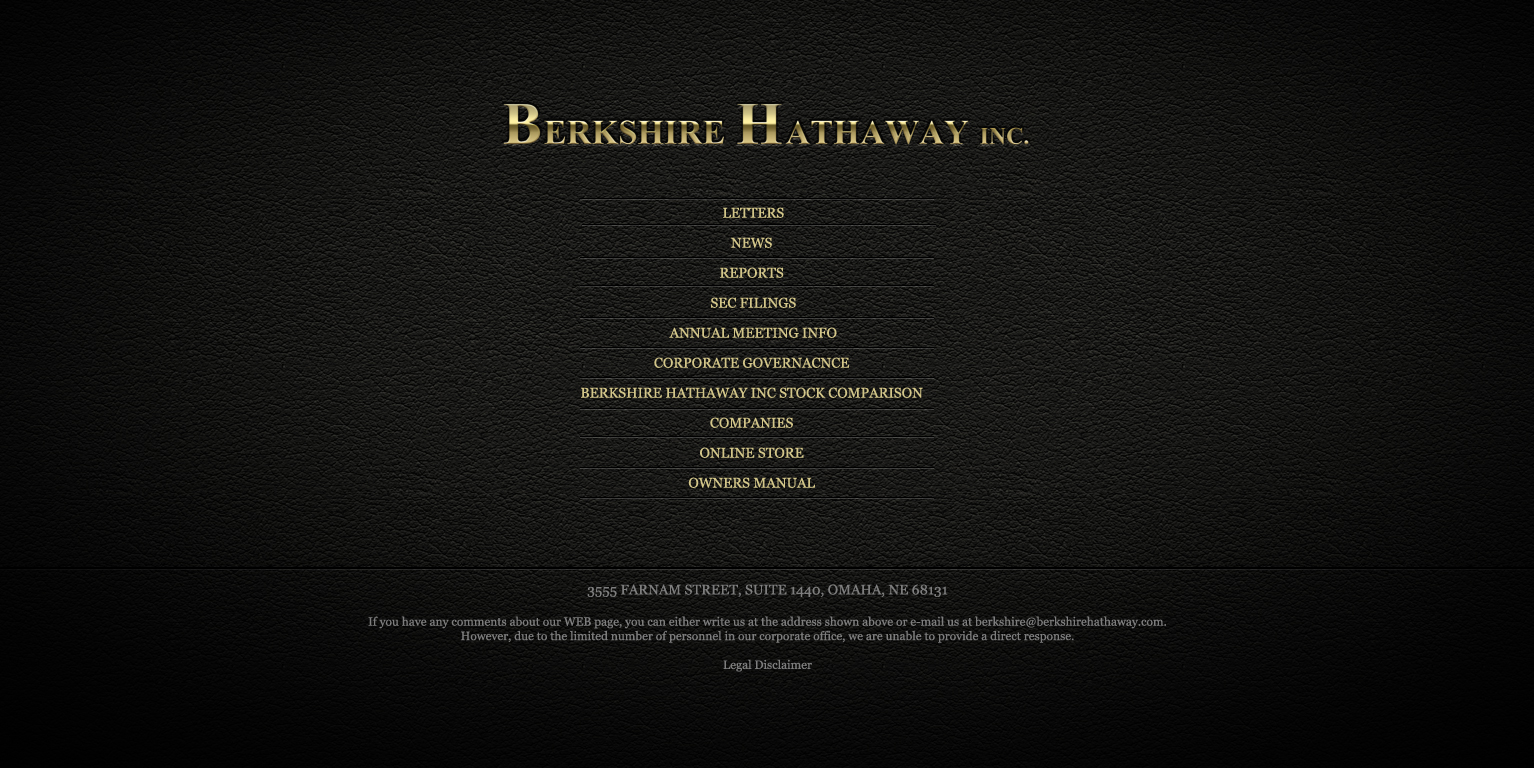 BERKSHIRE HATHAWAY INC.
LETTERS
NEWS
REPORTS
SEC FILINGS
ANNUAL MEETING INFO
CORPORATE GOVERNACNCE
BERKSHIRE HATHAWAY INC STOCK COMPARISON
COMPANIES
ONLINE STORE
OWNERS MANUAL
3555 FARNAM STREET, SUITE 1440, OMAHA, NE 68131
If you have any comments about our WEB page, you can either write us at the address shown above or e-mail us at berkshire@berkshirehathaway.com.
However, due to the limited number of personnel in our corporate office, we are unable to provide a direct response.
Legal Disclaimer